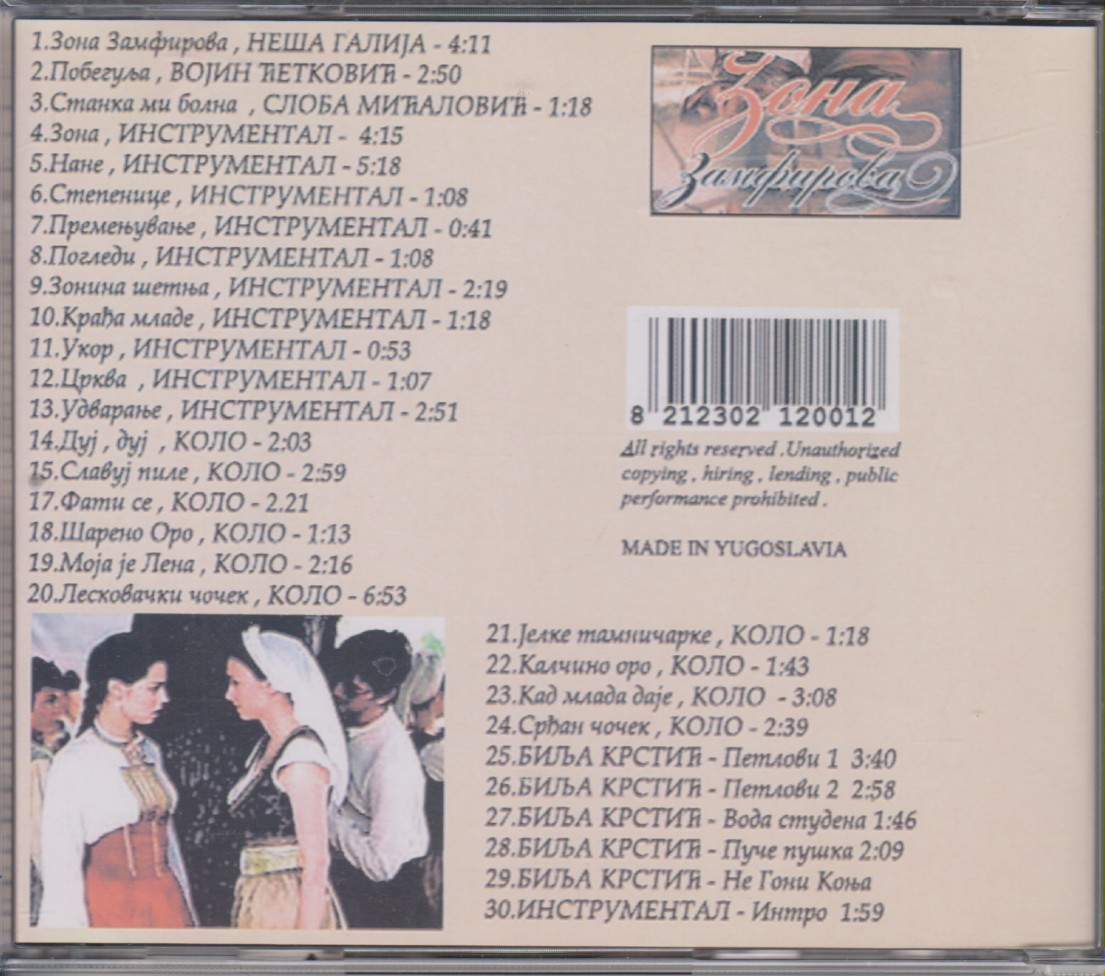 1.Зона Замфирова , НЕША ГАЛИЈА - 4:11
2.Побегуља , ВОЈИН ЋЕТКОВИЋ - 2:50
3.Станка ми болна , СЛОБА МИЋАЛОВИЋ - 1:18
4.Зона , ИНСТРУМЕНТАЛ - 4:15
5.Нане , ИНСТРУМЕНТАЛ - 5:18
6.Степенице , ИНСТРУМЕНТАЛ - 1:08
7.Премењување , ИНСТРУМЕНТАЛ - 0:41
8.Погледи , ИНСТРУМЕНТАЛ - 1:08
9.Зонина шетња , ИНСТРУМЕНТАЛ - 2:19
10.Крађа младе , ИНСТРУМЕНТАЛ - 1:18
11.Укор , ИНСТРУМЕНТАЛ - 0:53
12.Црква , ИНСТРУМЕНТАЛ - 1:07
13.Удварање , ИНСТРУМЕНТАЛ - 2:51
14.Дуј , дуј , КОЛО - 2:03
15.Славуј пиле , КОЛО - 2:59
17.Фати се , КОЛО - 2.21
18.Шарено Оро , КОЛО - 1:13
19.Моја је Лена , КОЛО - 2:16
20.Лесковачки чочек , КОЛО - 6:53
Зона
Замфирова
8 212302 120012
All rights reserved .Unauthorized
copying , hiring , lending , public
performance prohibited .
MADE IN YUGOSLAVIA
21.Јелке тамничарке , КОЛО - 1:18
22.Калчино оро , КОЛО - 1:43
23.Кад млада даје , КОЛО - 3:08
24.Срђан чочек , КОЛО - 2:39
25.БИЉА КРСТИЋ - Петлови 1 3:40
26.БИЉА КРСТИЋ - Петлови 2 2:58
27.БИЉА КРСТИЋ - Вода студена 1:46
28.БИЉА КРСТИЋ - Пуче пушка 2:09
29.БИЉА КРСТИЋ - Не Гони Коња
30.ИНСТРУМЕНТАЛ - Интро 1:59